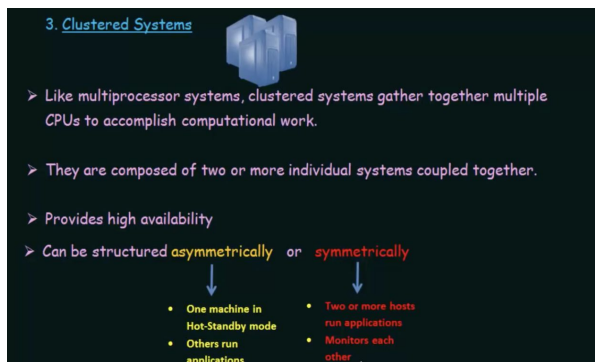 3. Clustered Systems
➢ Like multiprocessor systems, clustered systems gather together multiple
CPUs to accomplish computational work.
➢ They are composed of two or more individual systems coupled together.
➢ Provides high availability
➢ Can be structured asymmetrically or symmetrically
• One machine in
Hot-Standby mode
• Others run
applications
• Two or more hosts
run applications
• Monitors each
other